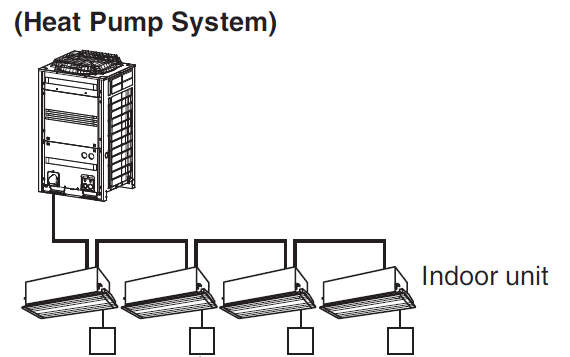 (Heat Pump System)
Indoor unit